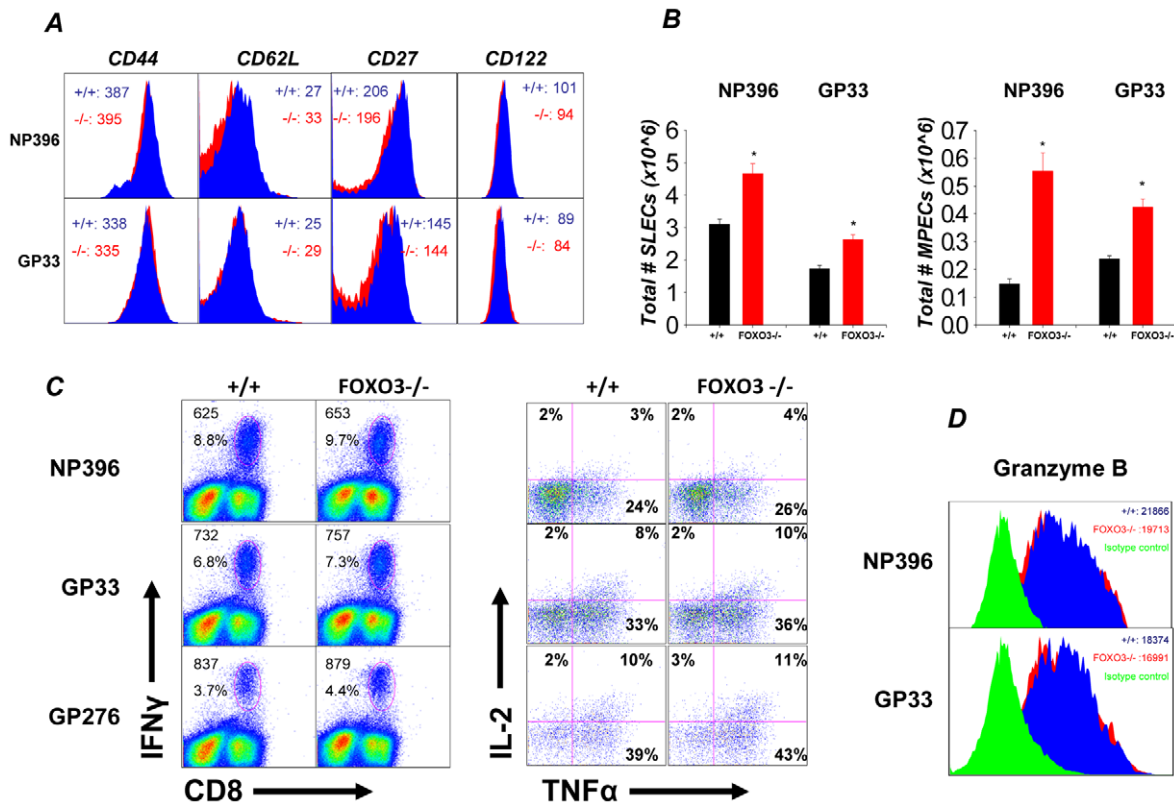 A
CD44 CD62L CD27 CD122
NP396
+/+: 387 +/+: 27 +/+: 206 +/+: 101
-/-: 395 -/-: 33 -/-: 196 -/-: 94
GP33
+/+: 338 +/+: 25 +/+:145 +/+: 89
-/-: 335 -/-: 29 -/-: 144 -/-: 84
B
NP396 GP33
Total # SLECs (x10^6)
6
5
4
3
2
1
0
* *
+/+ FOXO3-/- +/+ FOXO3-/-
NP396 GP33
Total # MPECs (x10^6)
0.7
0.6
0.5
0.4
0.3
0.2
0.1
0.0
* *
+/+ FOXO3-/- +/+ FOXO3-/-
C
+/+ FOXO3-/-
NP396
625 653
8.8% 9.7%
GP33
732 757
6.8% 7.3%
GP276
837 879
3.7% 4.4%
IFNγ
CD8
+/+ FOXO3 -/-
2% 3% 2% 4%
24% 26%
2% 8% 2% 10%
33% 36%
2% 10% 3% 11%
39% 43%
IL-2
TNFα
D
Granzyme B
NP396
+/+: 21866
FOXO3-/- :19713
Isotype control
GP33
+/+: 18374
FOXO3-/- :16991
Isotype control